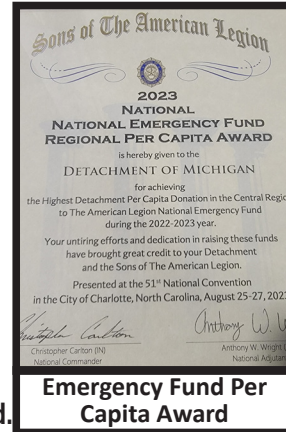 Sons of The American Legion
2023
NATIONAL
NATIONAL EMERGENCY FUND
REGIONAL PER CAPITA AWARD
is hereby given to the
DETACHMENT OF MICHIGAN
for achieving
the Highest Detachment Per Capita Donation in the Central Regio
to The American Legion National Emergency Fund
during the 2022-2023 year.
Your untiring efforts and dedication in raising these funds
have brought great credit to your Detachment
and the Sons of The American Legion.
Presented at the 51st National Convention
in the City of Charlotte, North Carolina, August 25-27, 202
Christopher Carlton
Anthony W.
Christopher Carlton (IN)
National Commander
Anthony W. Wright
National Adjutan
d.
Emergency Fund Per
Capita Award